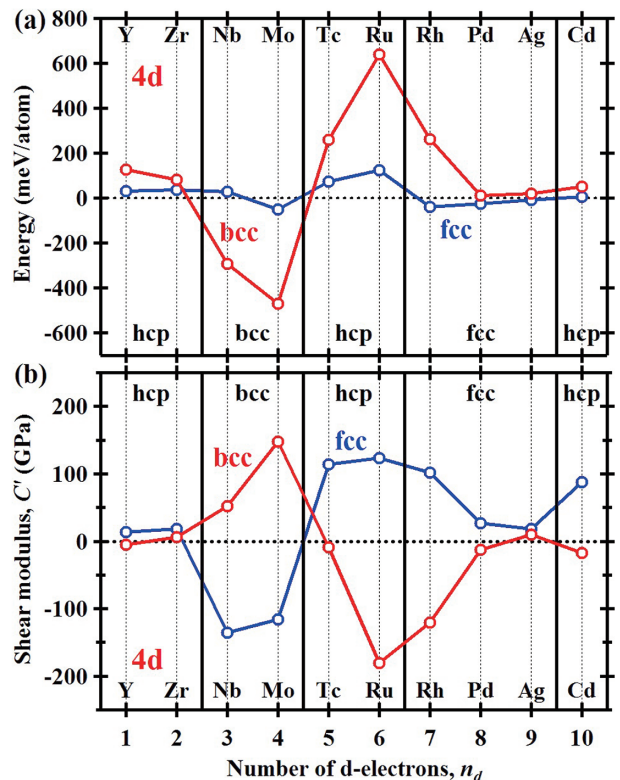 (a)
800
600
400
200
0
-200
-400
-600
Energy (meV/atom)
Y Zr Nb Mo Tc Ru Rh Pd Ag Cd
4d
bcc
fcc
hcp bcc hcp fcc hcp
(b)
200
100
0
-100
-200
Shear modulus, C' (GPa)
hcp bcc hcp fcc hcp
bcc
fcc
4d
Y Zr Nb Mo Tc Ru Rh Pd Ag Cd
1 2 3 4 5 6 7 8 9 10
Number of d-electrons, n_d